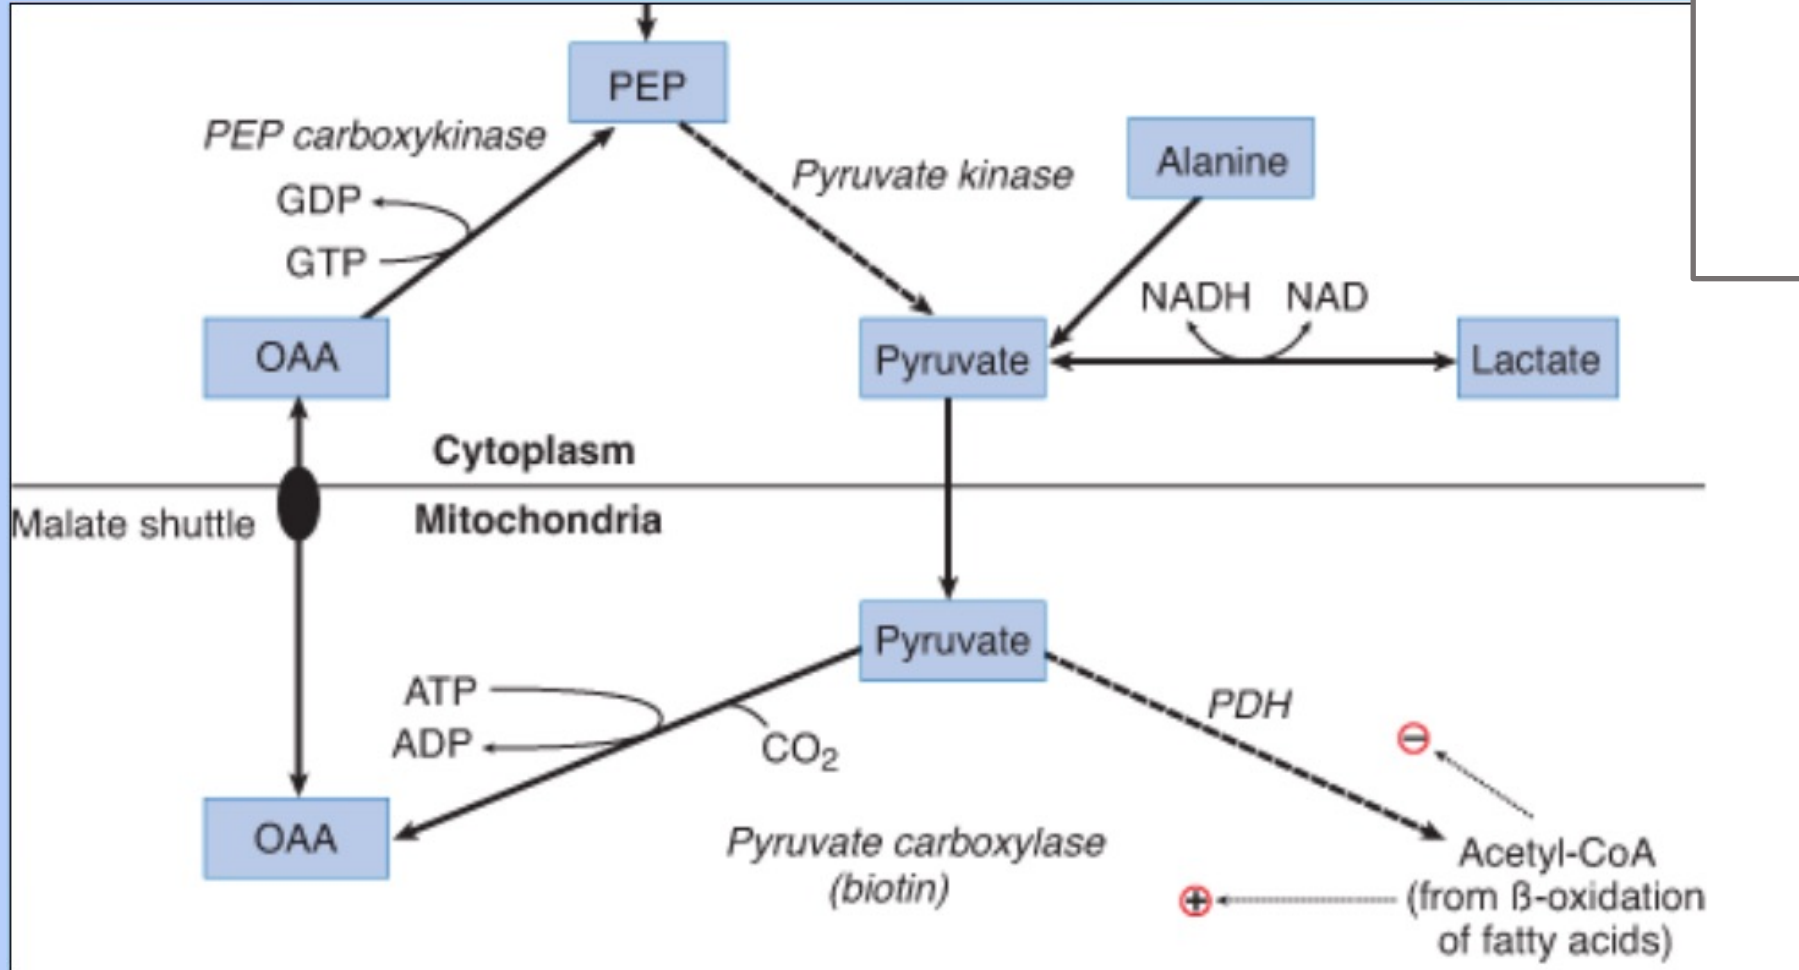 PEP
PEP carboxykinase
Pyruvate kinase
Alanine
GDP
GTP
NADH NAD
OAA
Pyruvate
Lactate
Cytoplasm
Malate shuttle
Mitochondria
Pyruvate
ATP
PDH
ADP
CO₂
⊖
OAA
Pyruvate carboxylase
(biotin)
Acetyl-CoA
(from ß-oxidation
of fatty acids)
⊕